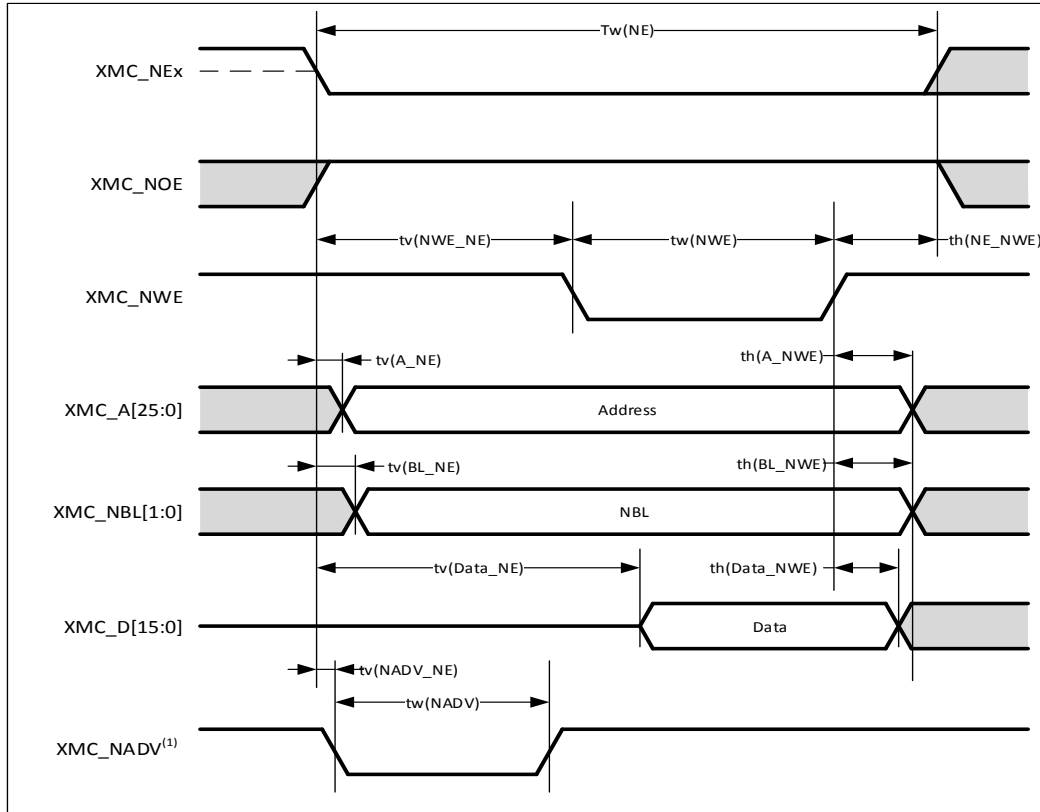 Tw(NE)
XMC_NEx
XMC_NOE
tv(NWE_NE)
tw(NWE)
th(NE_NWE)
XMC_NWE
tv(A_NE)
th(A_NWE)
XMC_A[25:0]
Address
tv(BL_NE)
th(BL_NWE)
XMC_NBL[1:0]
NBL
tv(Data_NE)
th(Data_NWE)
XMC_D[15:0]
Data
tv(NADV_NE)
tw(NADV)
XMC_NADV(1)